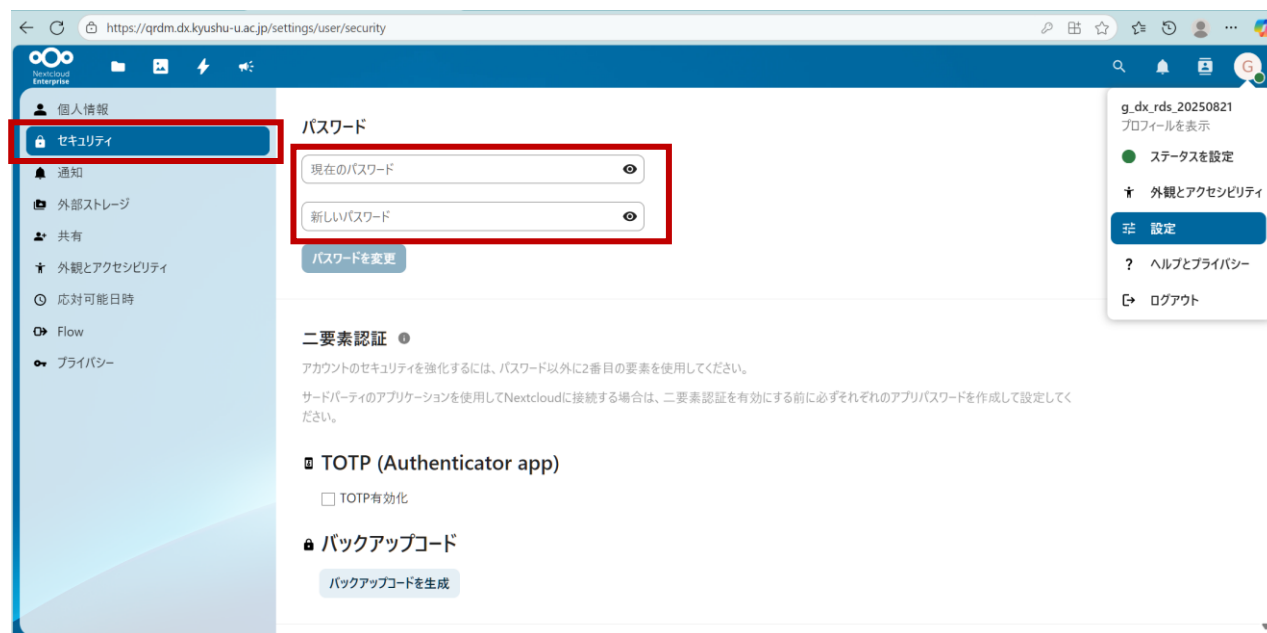 https://qrdm.dx.kyushu-u.ac.jp/settings/user/security
Nextcloud
Enterprise
G
個人情報
セキュリティ
通知
外部ストレージ
共有
外観とアクセシビリティ
応対可能日時
Flow
プライバシー
パスワード
現在のパスワード
新しいパスワード
パスワードを変更
二要素認証
アカウントのセキュリティを強化するには、パスワード以外に2番目の要素を使用してください。
サードパーティのアプリケーションを使用してNextcloudに接続する場合は、二要素認証を有効にする前に必ずそれぞれのアプリパスワードを作成して設定してく
ださい。
TOTP (Authenticator app)
TOTP有効化
バックアップコード
バックアップコードを生成
g_dx_rds_20250821
プロフィールを表示
ステータスを設定
外観とアクセシビリティ
設定
? ヘルプとプライバシー
ログアウト